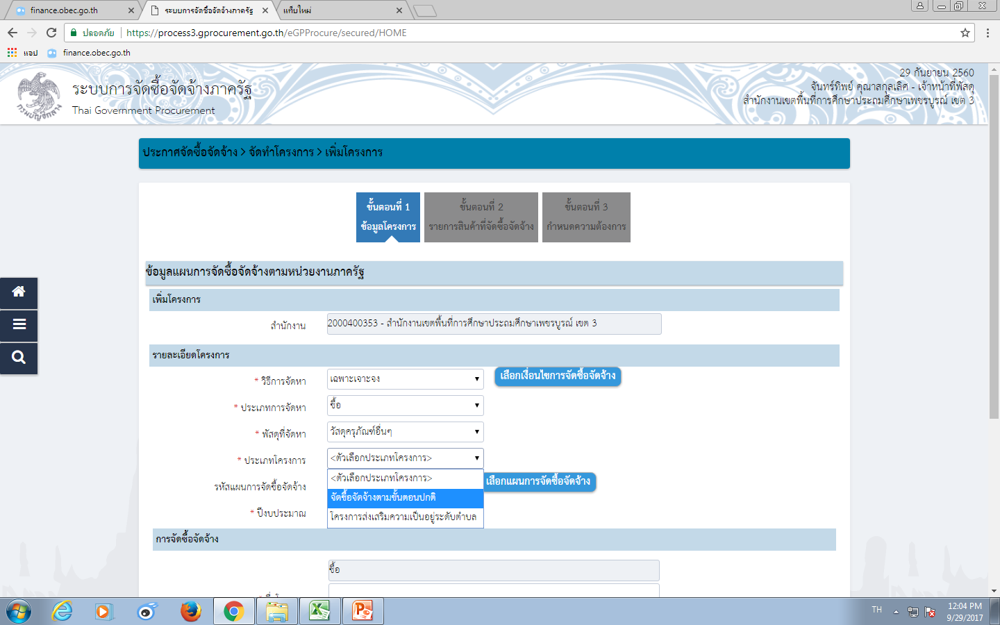 finance.obec.go.th
ระบบการจัดซื้อจัดจ้างภาครัฐ
แท็บใหม่
ปลอดภัย
https://process3.gprocurement.go.th/eGPProcure/secured/HOME
แอป
finance.obec.go.th
ระบบการจัดซื้อจัดจ้างภาครัฐ
Thai Government Procurement
กรมบัญชีกลาง
29 กันยายน 2560
จันทร์ทิพย์ คุณาสกุลเลิศ - เจ้าหน้าที่พัสดุ
สำนักงานเขตพื้นที่การศึกษาประถมศึกษาเพชรบูรณ์ เขต 3
ประกาศจัดซื้อจัดจ้าง > จัดทำโครงการ > เพิ่มโครงการ
ขั้นตอนที่ 1
ข้อมูลโครงการ
ขั้นตอนที่ 2
รายการสินค้าที่จัดซื้อจัดจ้าง
ขั้นตอนที่ 3
กำหนดความต้องการ
ข้อมูลแผนการจัดซื้อจัดจ้างตามหน่วยงานภาครัฐ
เพิ่มโครงการ
สำนักงาน
2000400353 - สำนักงานเขตพื้นที่การศึกษาประถมศึกษาเพชรบูรณ์ เขต 3
รายละเอียดโครงการ
* วิธีการจัดหา
เฉพาะเจาะจง
เลือกเงื่อนไขการจัดซื้อจัดจ้าง
* ประเภทการจัดหา
ซื้อ
* พัสดุที่จัดหา
วัสดุครุภัณฑ์อื่นๆ
* ประเภทโครงการ
<ตัวเลือกประเภทโครงการ>
<ตัวเลือกประเภทโครงการ>
รหัสแผนการจัดซื้อจัดจ้าง
เลือกแผนการจัดซื้อจัดจ้าง
จัดซื้อจัดจ้างตามขั้นตอนปกติ
* ปีงบประมาณ
โครงการส่งเสริมความเป็นอยู่ระดับตำบล
การจัดซื้อจัดจ้าง
ซื้อ
TH
12:04 PM
9/29/2017